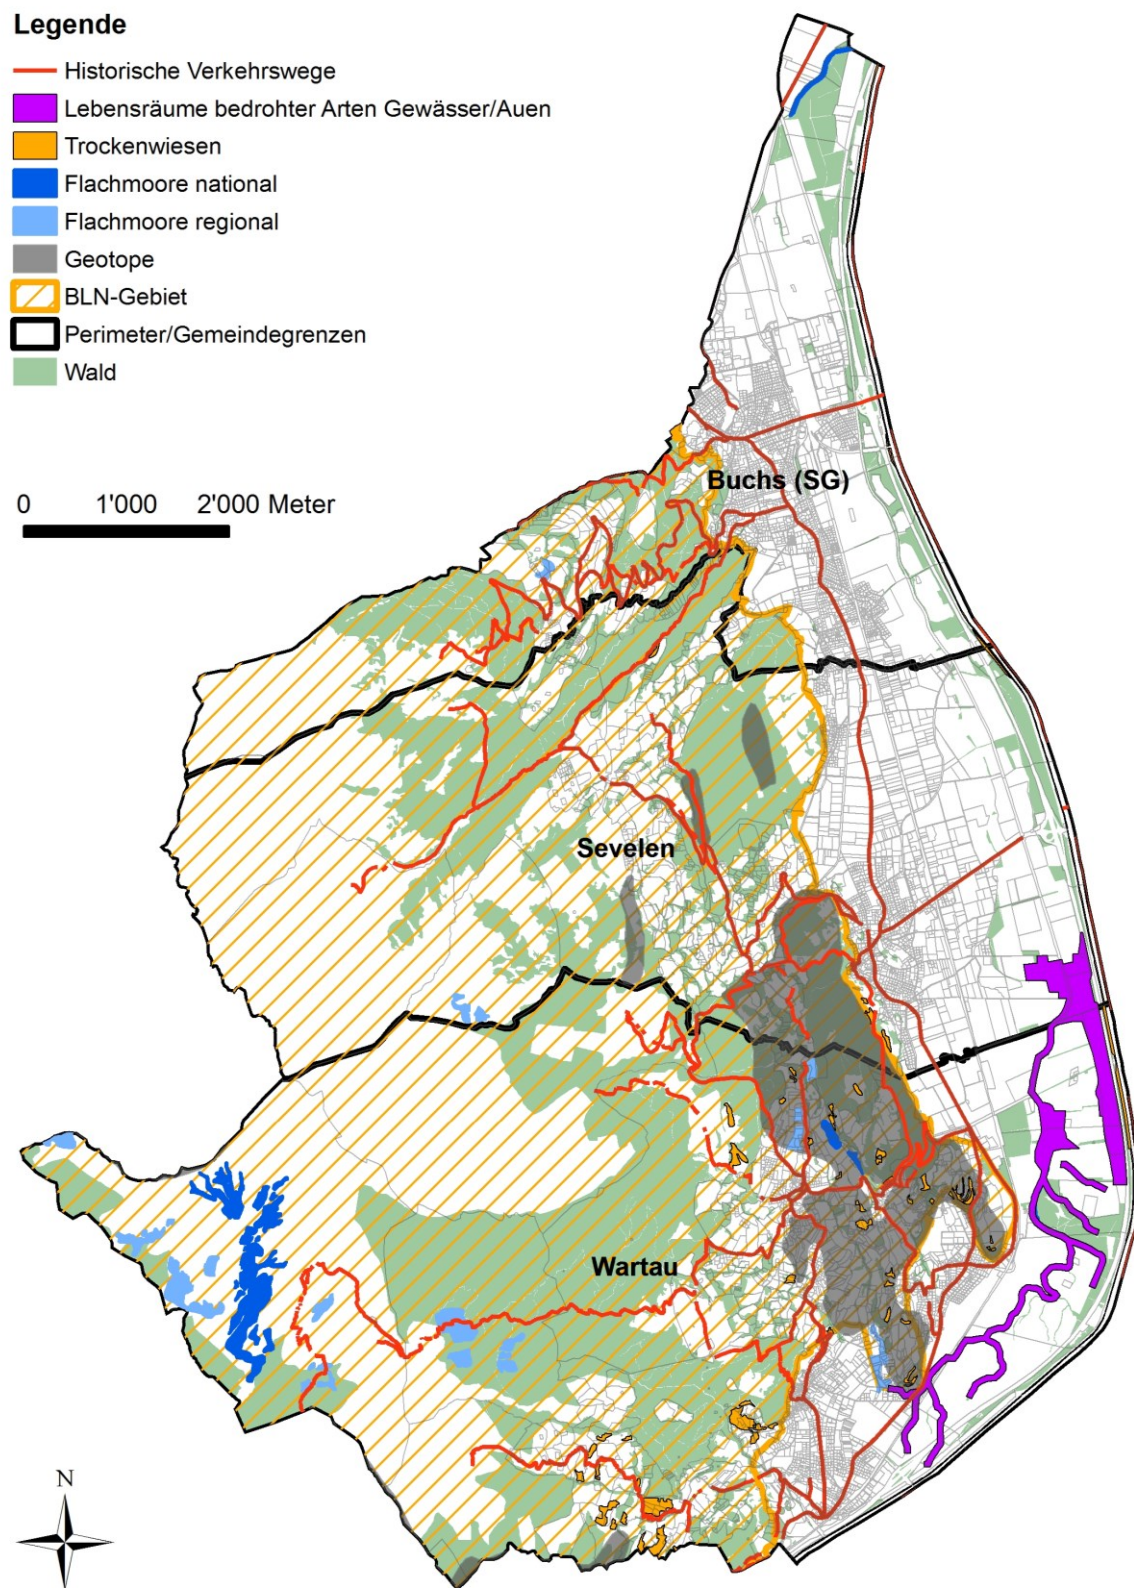 Legende
Historische Verkehrswege
Lebensräume bedrohter Arten Gewässer/Auen
Trockenwiesen
Flachmoore national
Flachmoore regional
Geotope
BLN-Gebiet
Perimeter/Gemeindegrenzen
Wald
0 1'000 2'000 Meter
Buchs (SG)
Sevelen
Wartau
N